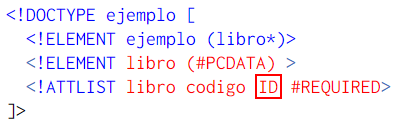 <!DOCTYPE ejemplo [
<!ELEMENT ejemplo (libro*)>
<!ELEMENT libro (#PCDATA) >
<!ATTLIST libro codigo ID #REQUIRED>
]>